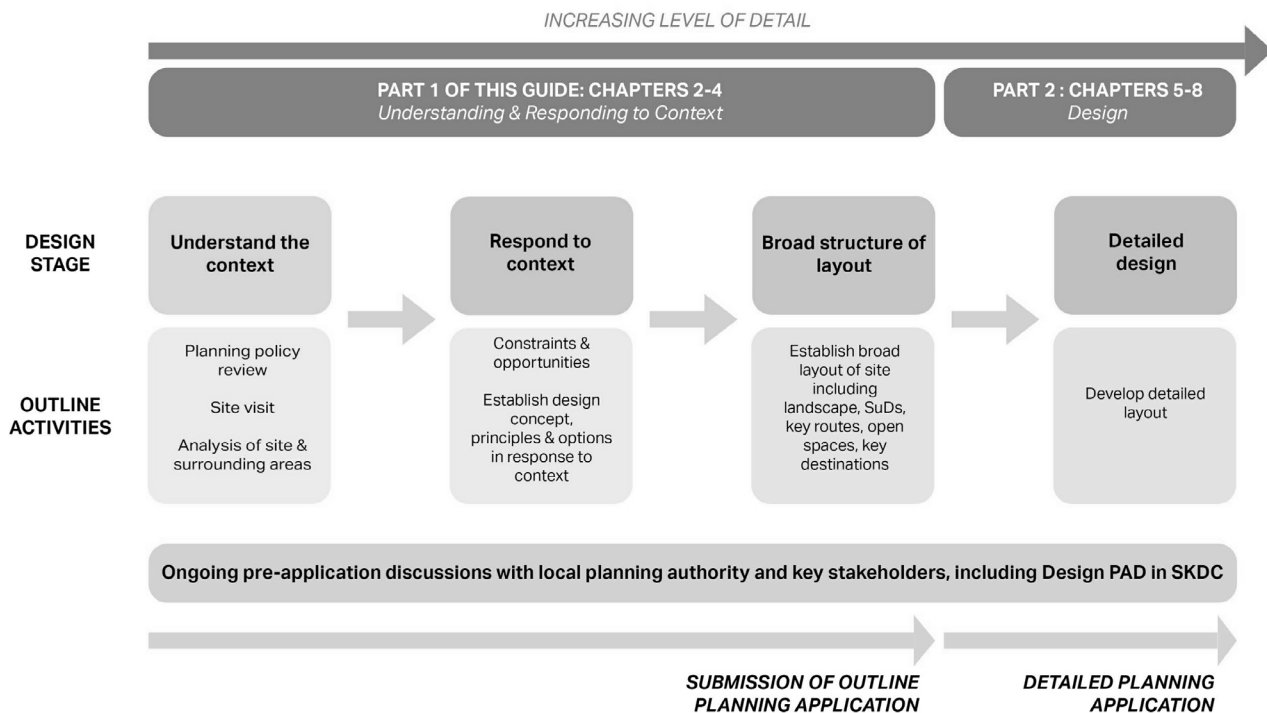 INCREASING LEVEL OF DETAIL
PART 1 OF THIS GUIDE: CHAPTERS 2-4
Understanding & Responding to Context
PART 2 : CHAPTERS 5-8
Design
DESIGN
STAGE
Understand the
context
Respond to
context
Broad structure of
layout
Detailed
design
OUTLINE
ACTIVITIES
Planning policy
review
Site visit
Analysis of site &
surrounding areas
Constraints &
opportunities
Establish design
concept,
principles & options
in response to
context
Establish broad
layout of site
including
landscape, SuDs,
key routes, open
spaces, key
destinations
Develop detailed
layout
Ongoing pre-application discussions with local planning authority and key stakeholders, including Design PAD in SKDC
SUBMISSION OF OUTLINE
PLANNING APPLICATION
DETAILED PLANNING
APPLICATION